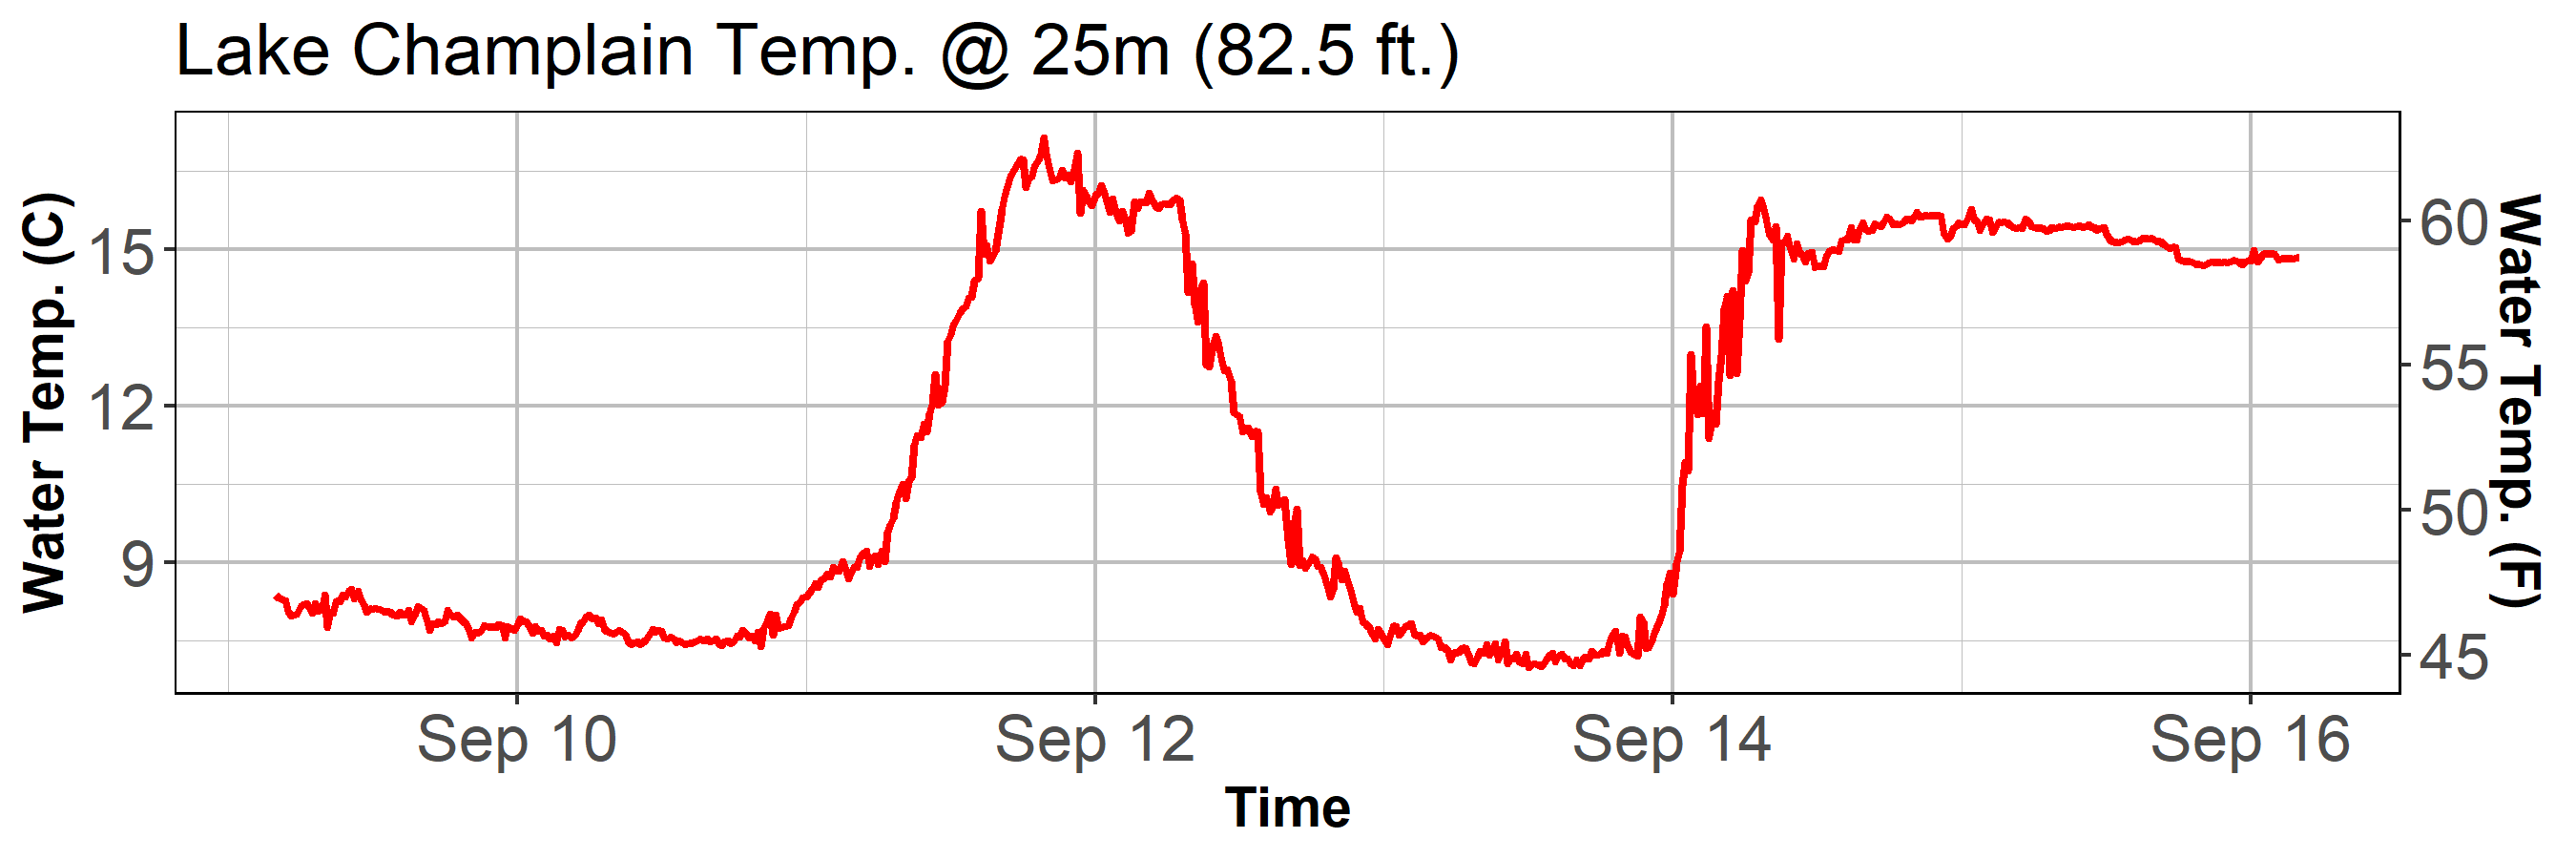 Lake Champlain Temp. @ 25m (82.5 ft.)
Water Temp. (C)
15
12
9
60
55
50
45
Water Temp. (F)
Sep 10
Sep 12
Sep 14
Sep 16
Time